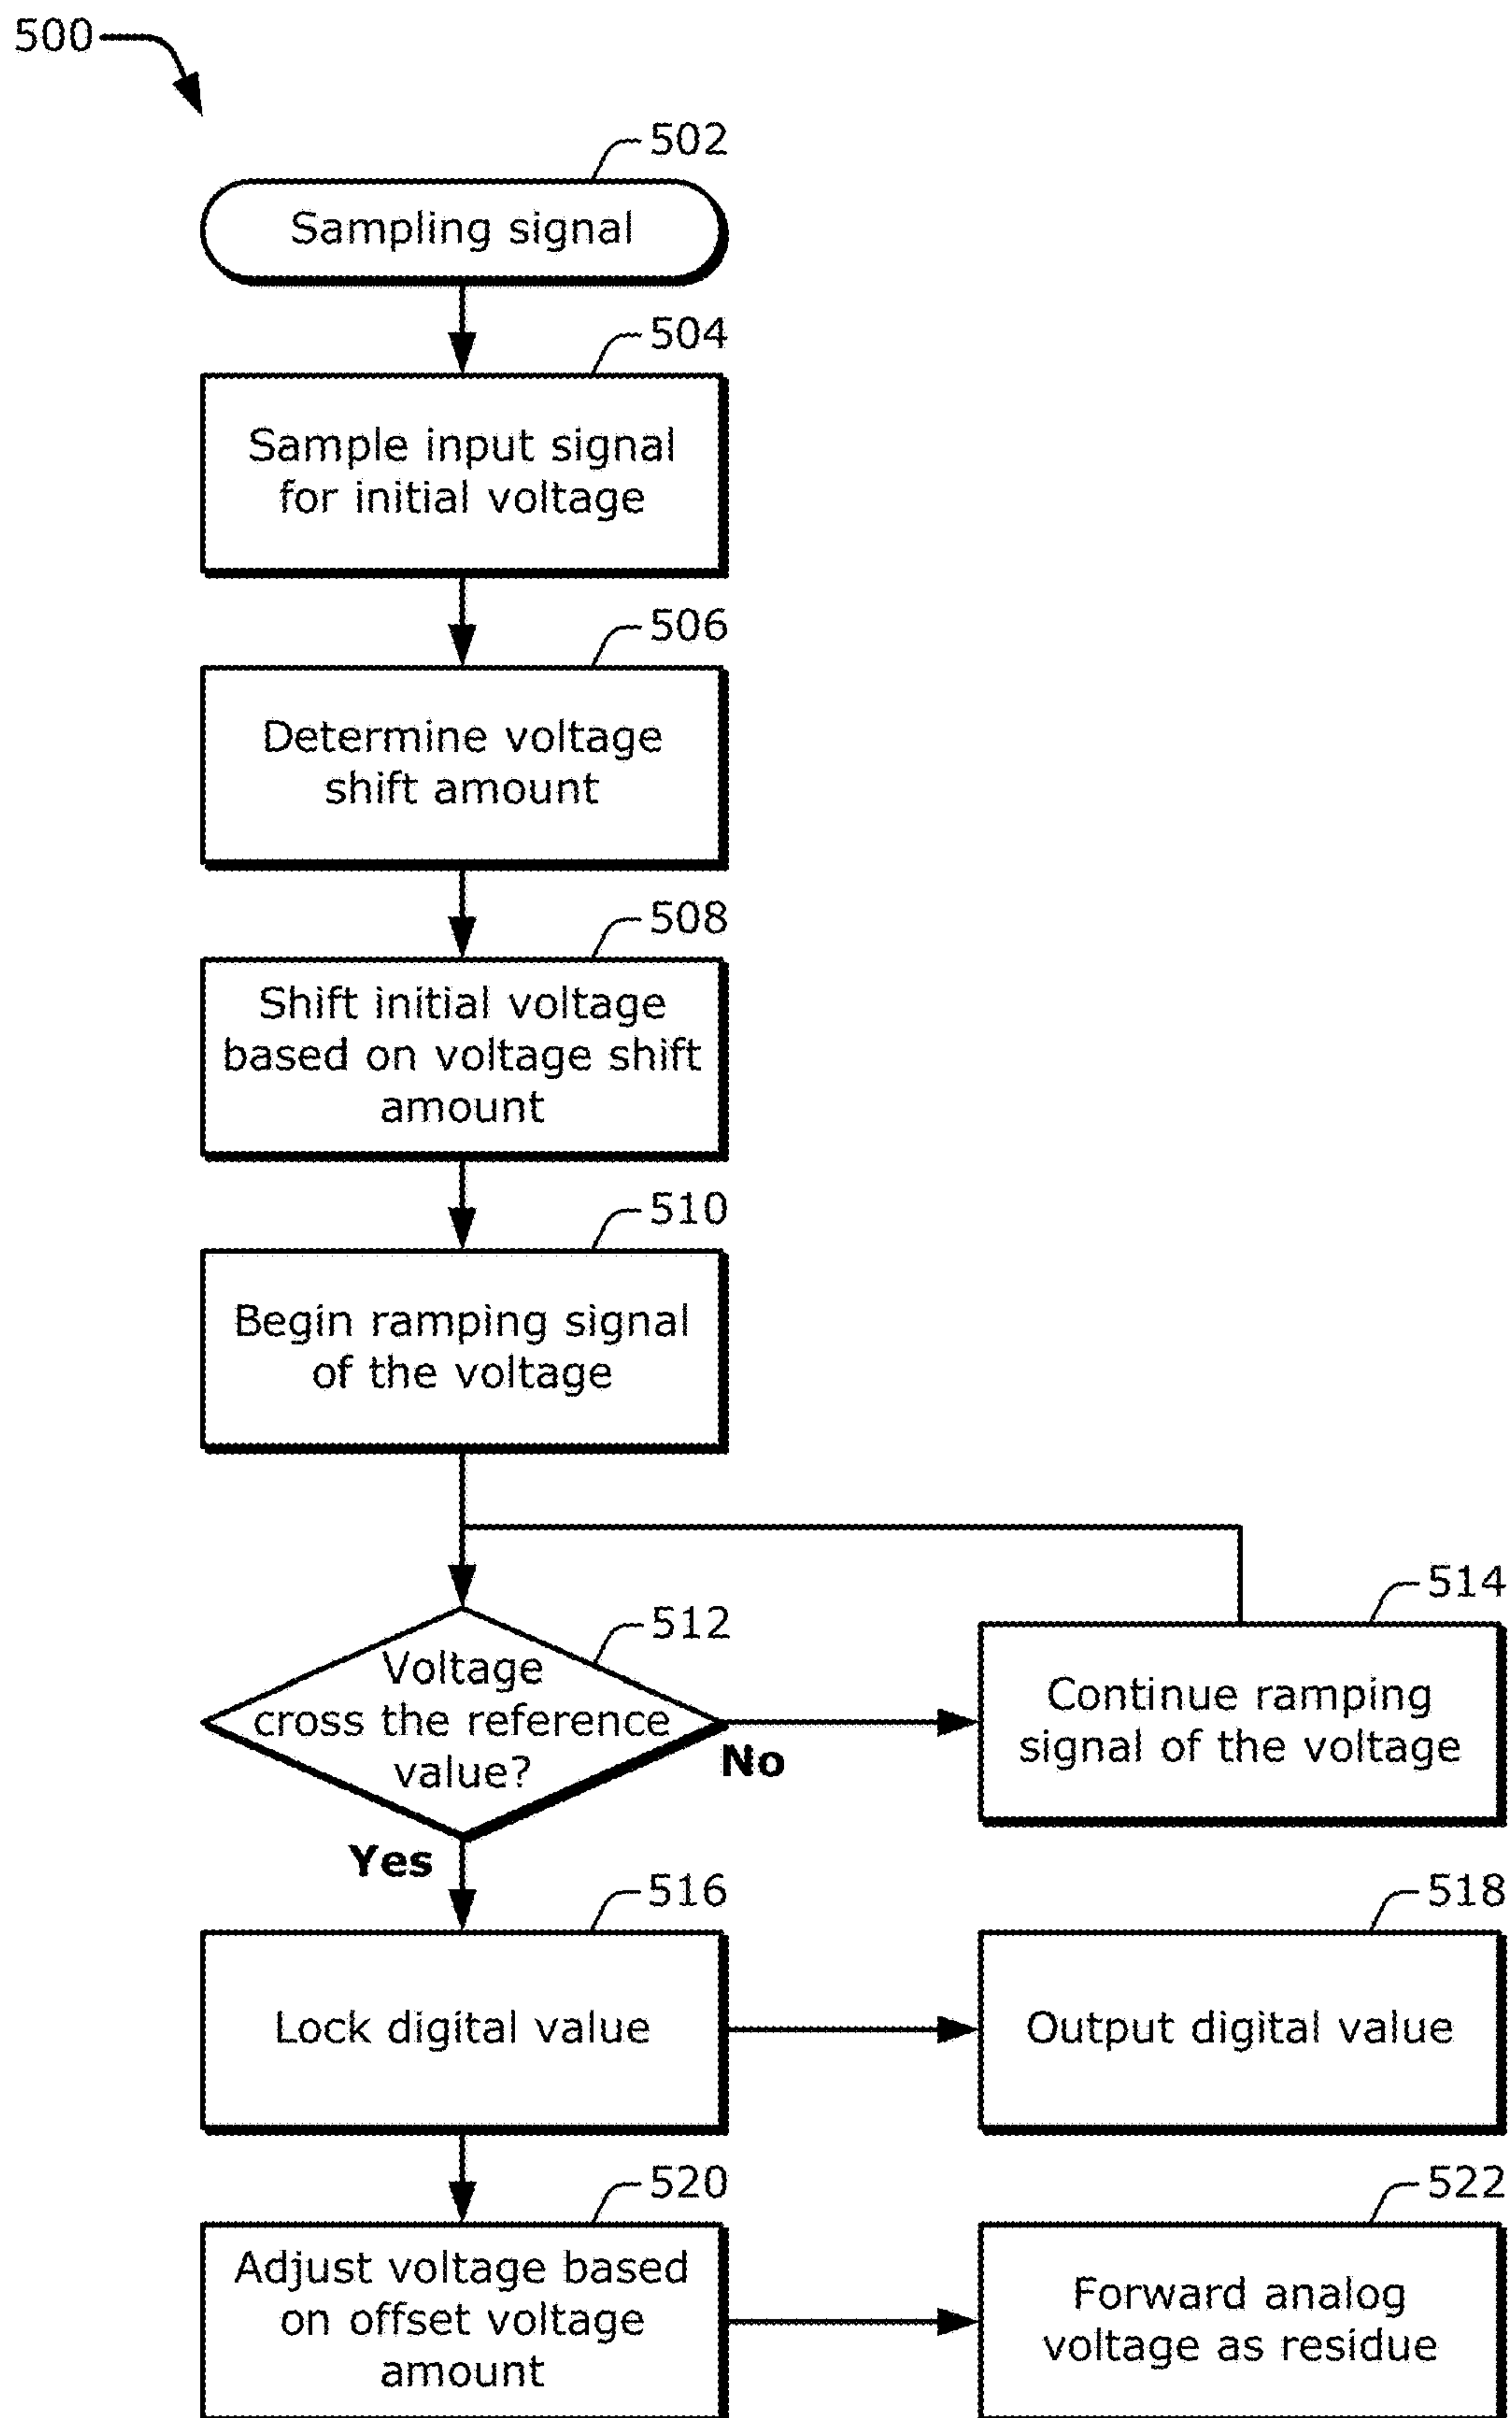 500
502
Sampling signal
504
Sample input signal
for initial voltage
506
Determine voltage
shift amount
508
Shift initial voltage
based on voltage shift
amount
510
Begin ramping signal
of the voltage
512
Voltage
cross the reference
value?
No
Yes
514
Continue ramping
signal of the voltage
516
Lock digital value
518
Output digital value
520
Adjust voltage based
on offset voltage
amount
522
Forward analog
voltage as residue